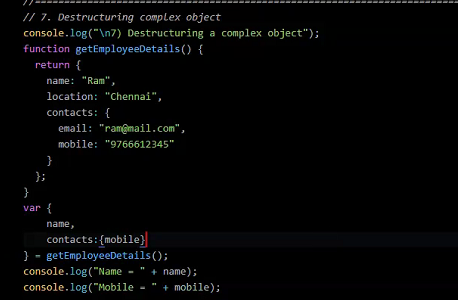 //=====================================================================
// 7. Destructuring complex object
console.log("\n7) Destructuring a complex object");
function getEmployeeDetails() {
return {
name: "Ram",
location: "Chennai",
contacts: {
email: "ram@mail.com",
mobile: "9766612345"
}
};
}
var {
name,
contacts:{mobile}
} = getEmployeeDetails();
console.log("Name = " + name);
console.log("Mobile = " + mobile);